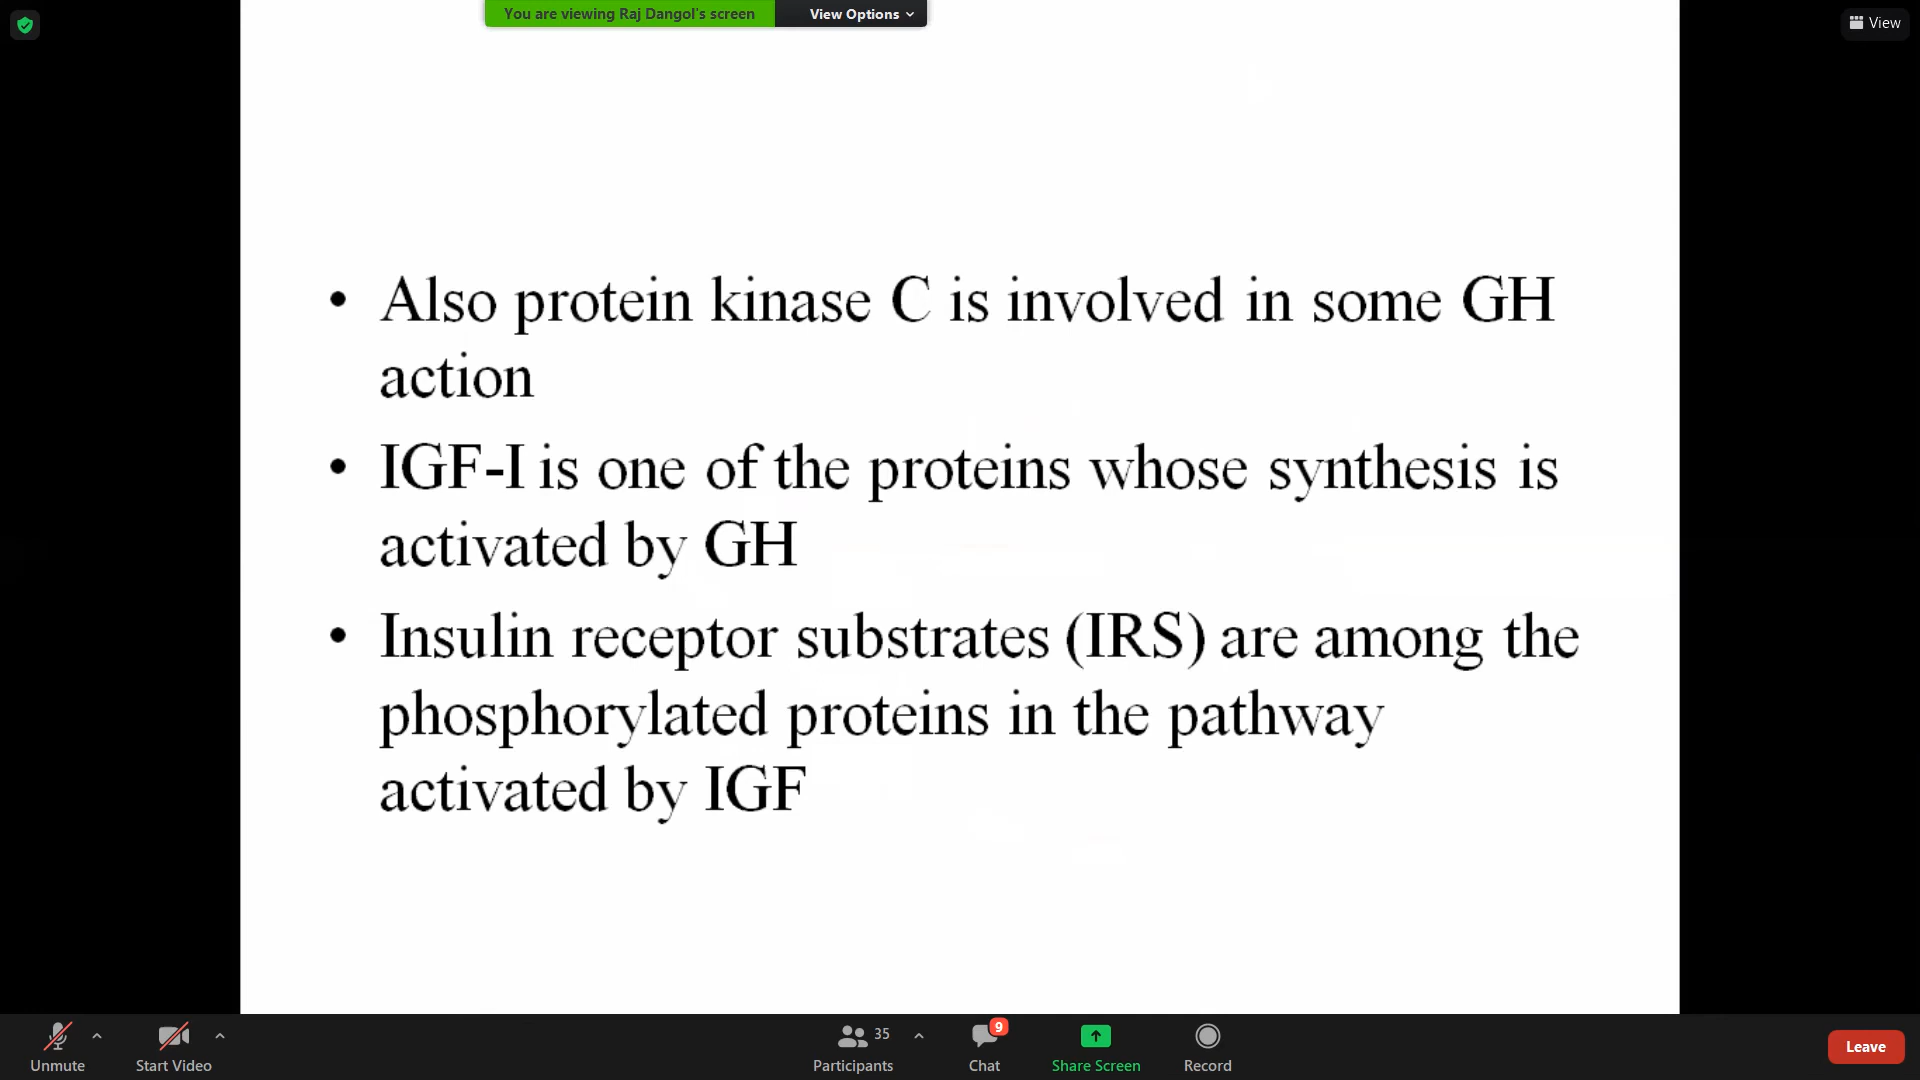 You are viewing Raj Dangol's screen
View Options
View
• Also protein kinase C is involved in some GH
action
• IGF-I is one of the proteins whose synthesis is
activated by GH
• Insulin receptor substrates (IRS) are among the
phosphorylated proteins in the pathway
activated by IGF
Unmute
Start Video
35
Participants
9
Chat
Share Screen
Record
Leave